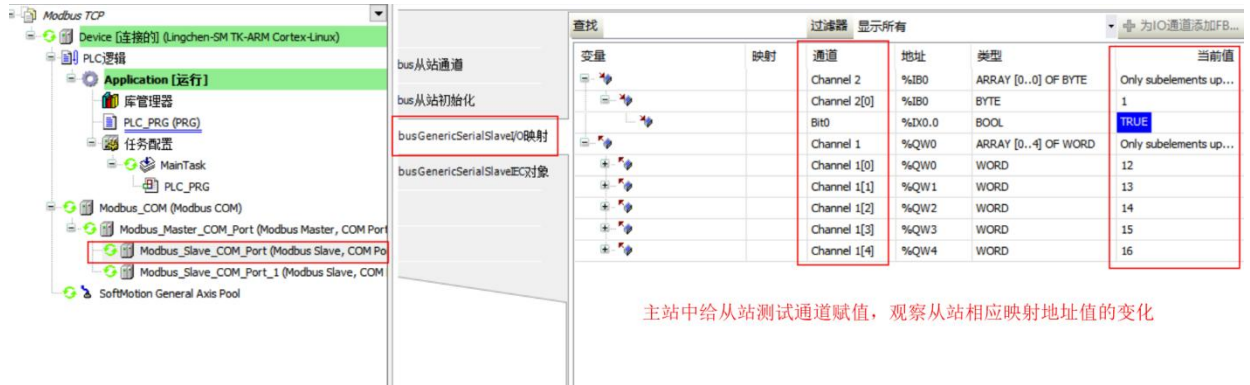 Modbus TCP
Device [连接的] (Lingchen-SM TK-ARM Cortex-Linux)
PLC逻辑
Application [运行]
库管理器
PLC_PRG (PRG)
任务配置
MainTask
PLC_PRG
Modbus_COM (Modbus COM)
Modbus_Master_COM_Port (Modbus Master, COM Port
Modbus_Slave_COM_Port (Modbus Slave, COM Po
Modbus_Slave_COM_Port_1 (Modbus Slave, COM
SoftMotion General Axis Pool
bus从站通道
bus从站初始化
busGenericSerialSlaveI/O映射
busGenericSerialSlaveIEC对象
查找 过滤器 显示所有 为IO通道添加FB...
变量 映射 通道 地址 类型 当前值
Channel 2 %IB0 ARRAY [0..0] OF BYTE Only subelements up...
Channel 2[0] %IB0 BYTE 1
Bit0 %IX0.0 BOOL TRUE
Channel 1 %QW0 ARRAY [0..4] OF WORD Only subelements up...
Channel 1[0] %QW0 WORD 12
Channel 1[1] %QW1 WORD 13
Channel 1[2] %QW2 WORD 14
Channel 1[3] %QW3 WORD 15
Channel 1[4] %QW4 WORD 16
主站中给从站测试通道赋值，观察从站相应映射地址值的变化